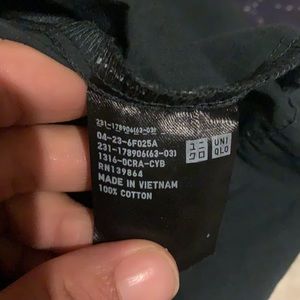 231-178906(63-03)
04-23-6F025A
231-178906(63-03)
1316-0CRA-CYB
RN139864
MADE IN VIETNAM
100% COTTON
ユニ
クロ
UNI
QLO